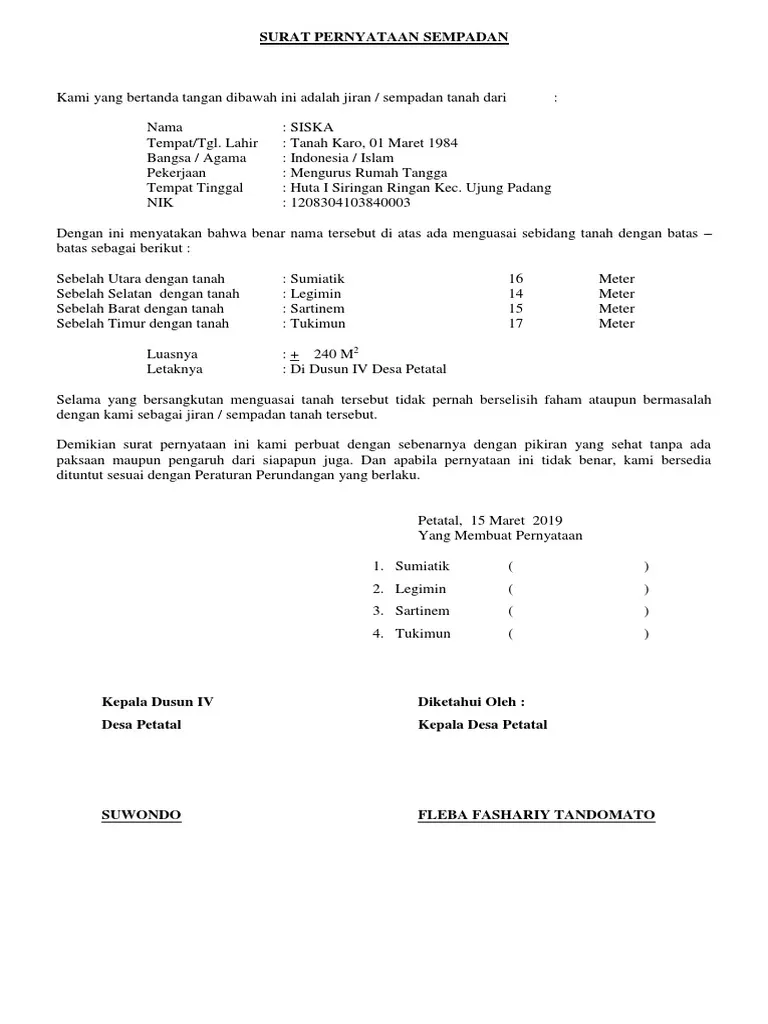 SURAT PERNYATAAN SEMPADAN
Kami yang bertanda tangan dibawah ini adalah jiran / sempadan tanah dari :
Nama : SISKA
Tempat/Tgl. Lahir : Tanah Karo, 01 Maret 1984
Bangsa / Agama : Indonesia / Islam
Pekerjaan : Mengurus Rumah Tangga
Tempat Tinggal : Huta I Siringan Ringan Kec. Ujung Padang
NIK : 1208304103840003
Dengan ini menyatakan bahwa benar nama tersebut di atas ada menguasai sebidang tanah dengan batas –
batas sebagai berikut :
Sebelah Utara dengan tanah : Sumiatik 16 Meter
Sebelah Selatan dengan tanah : Legimin 14 Meter
Sebelah Barat dengan tanah : Sartinem 15 Meter
Sebelah Timur dengan tanah : Tukimun 17 Meter
Luasnya : + 240 M²
Letaknya : Di Dusun IV Desa Petatal
Selama yang bersangkutan menguasai tanah tersebut tidak pernah berselisih faham ataupun bermasalah
dengan kami sebagai jiran / sempadan tanah tersebut.
Demikian surat pernyataan ini kami perbuat dengan sebenarnya dengan pikiran yang sehat tanpa ada
paksaan maupun pengaruh dari siapapun juga. Dan apabila pernyataan ini tidak benar, kami bersedia
dituntut sesuai dengan Peraturan Perundangan yang berlaku.
Petatal, 15 Maret 2019
Yang Membuat Pernyataan
1. Sumiatik ( )
2. Legimin ( )
3. Sartinem ( )
4. Tukimun ( )
Kepala Dusun IV Diketahui Oleh :
Desa Petatal Kepala Desa Petatal
SUWONDO FLEBA FASHARIY TANDOMATO